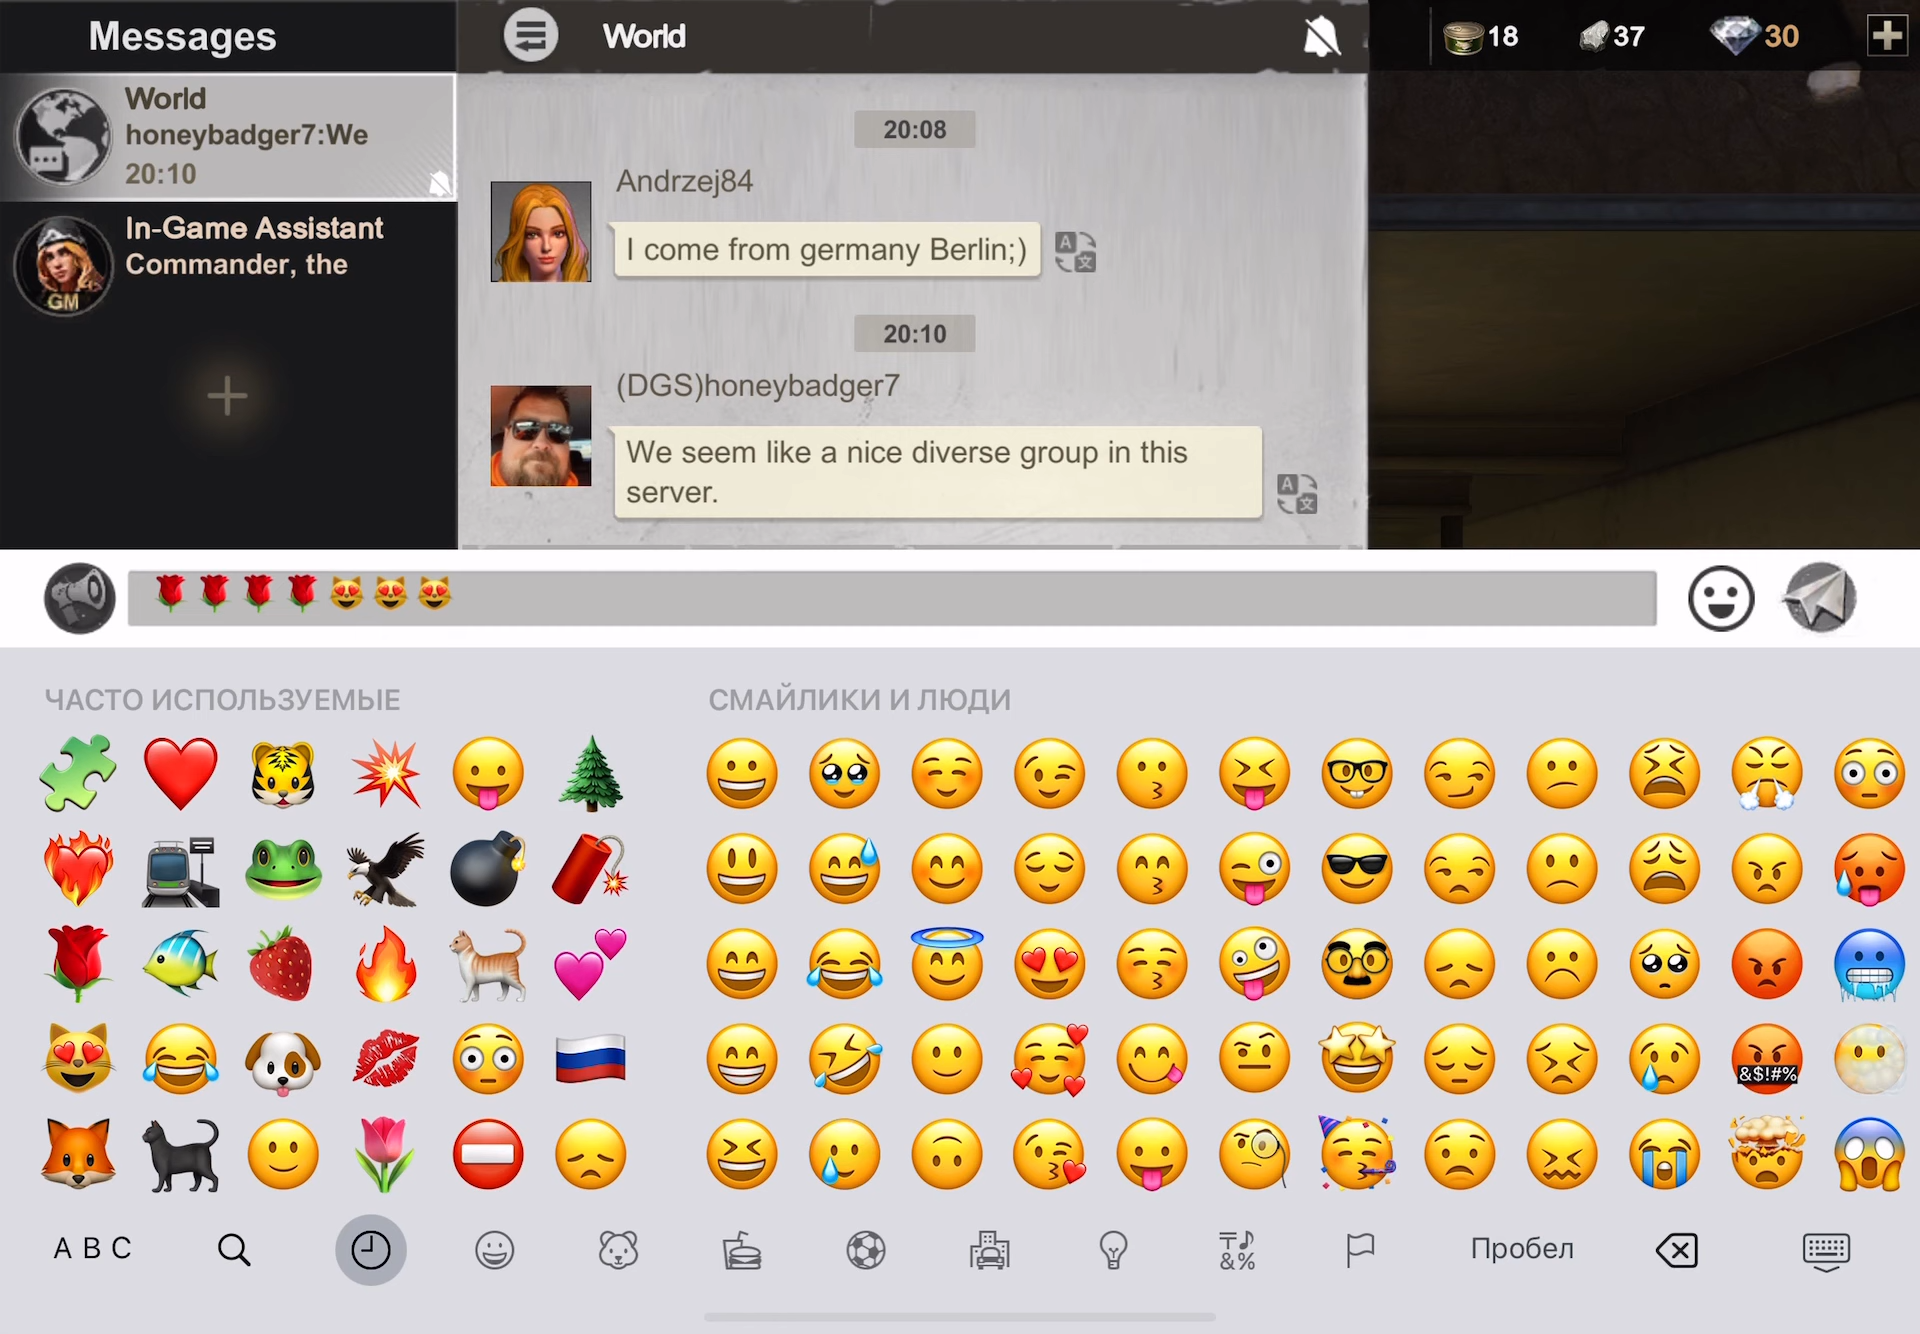 Messages
World
18
37
30
World
honeybadger7:We
20:10
In-Game Assistant
Commander, the
GM
20:08
Andrzej84
I come from germany Berlin;)
20:10
(DGS)honeybadger7
We seem like a nice diverse group in this
server.
ЧАСТО ИСПОЛЬЗУЕМЫЕ
СМАЙЛИКИ И ЛЮДИ
&$!#%
A B C
Пробел